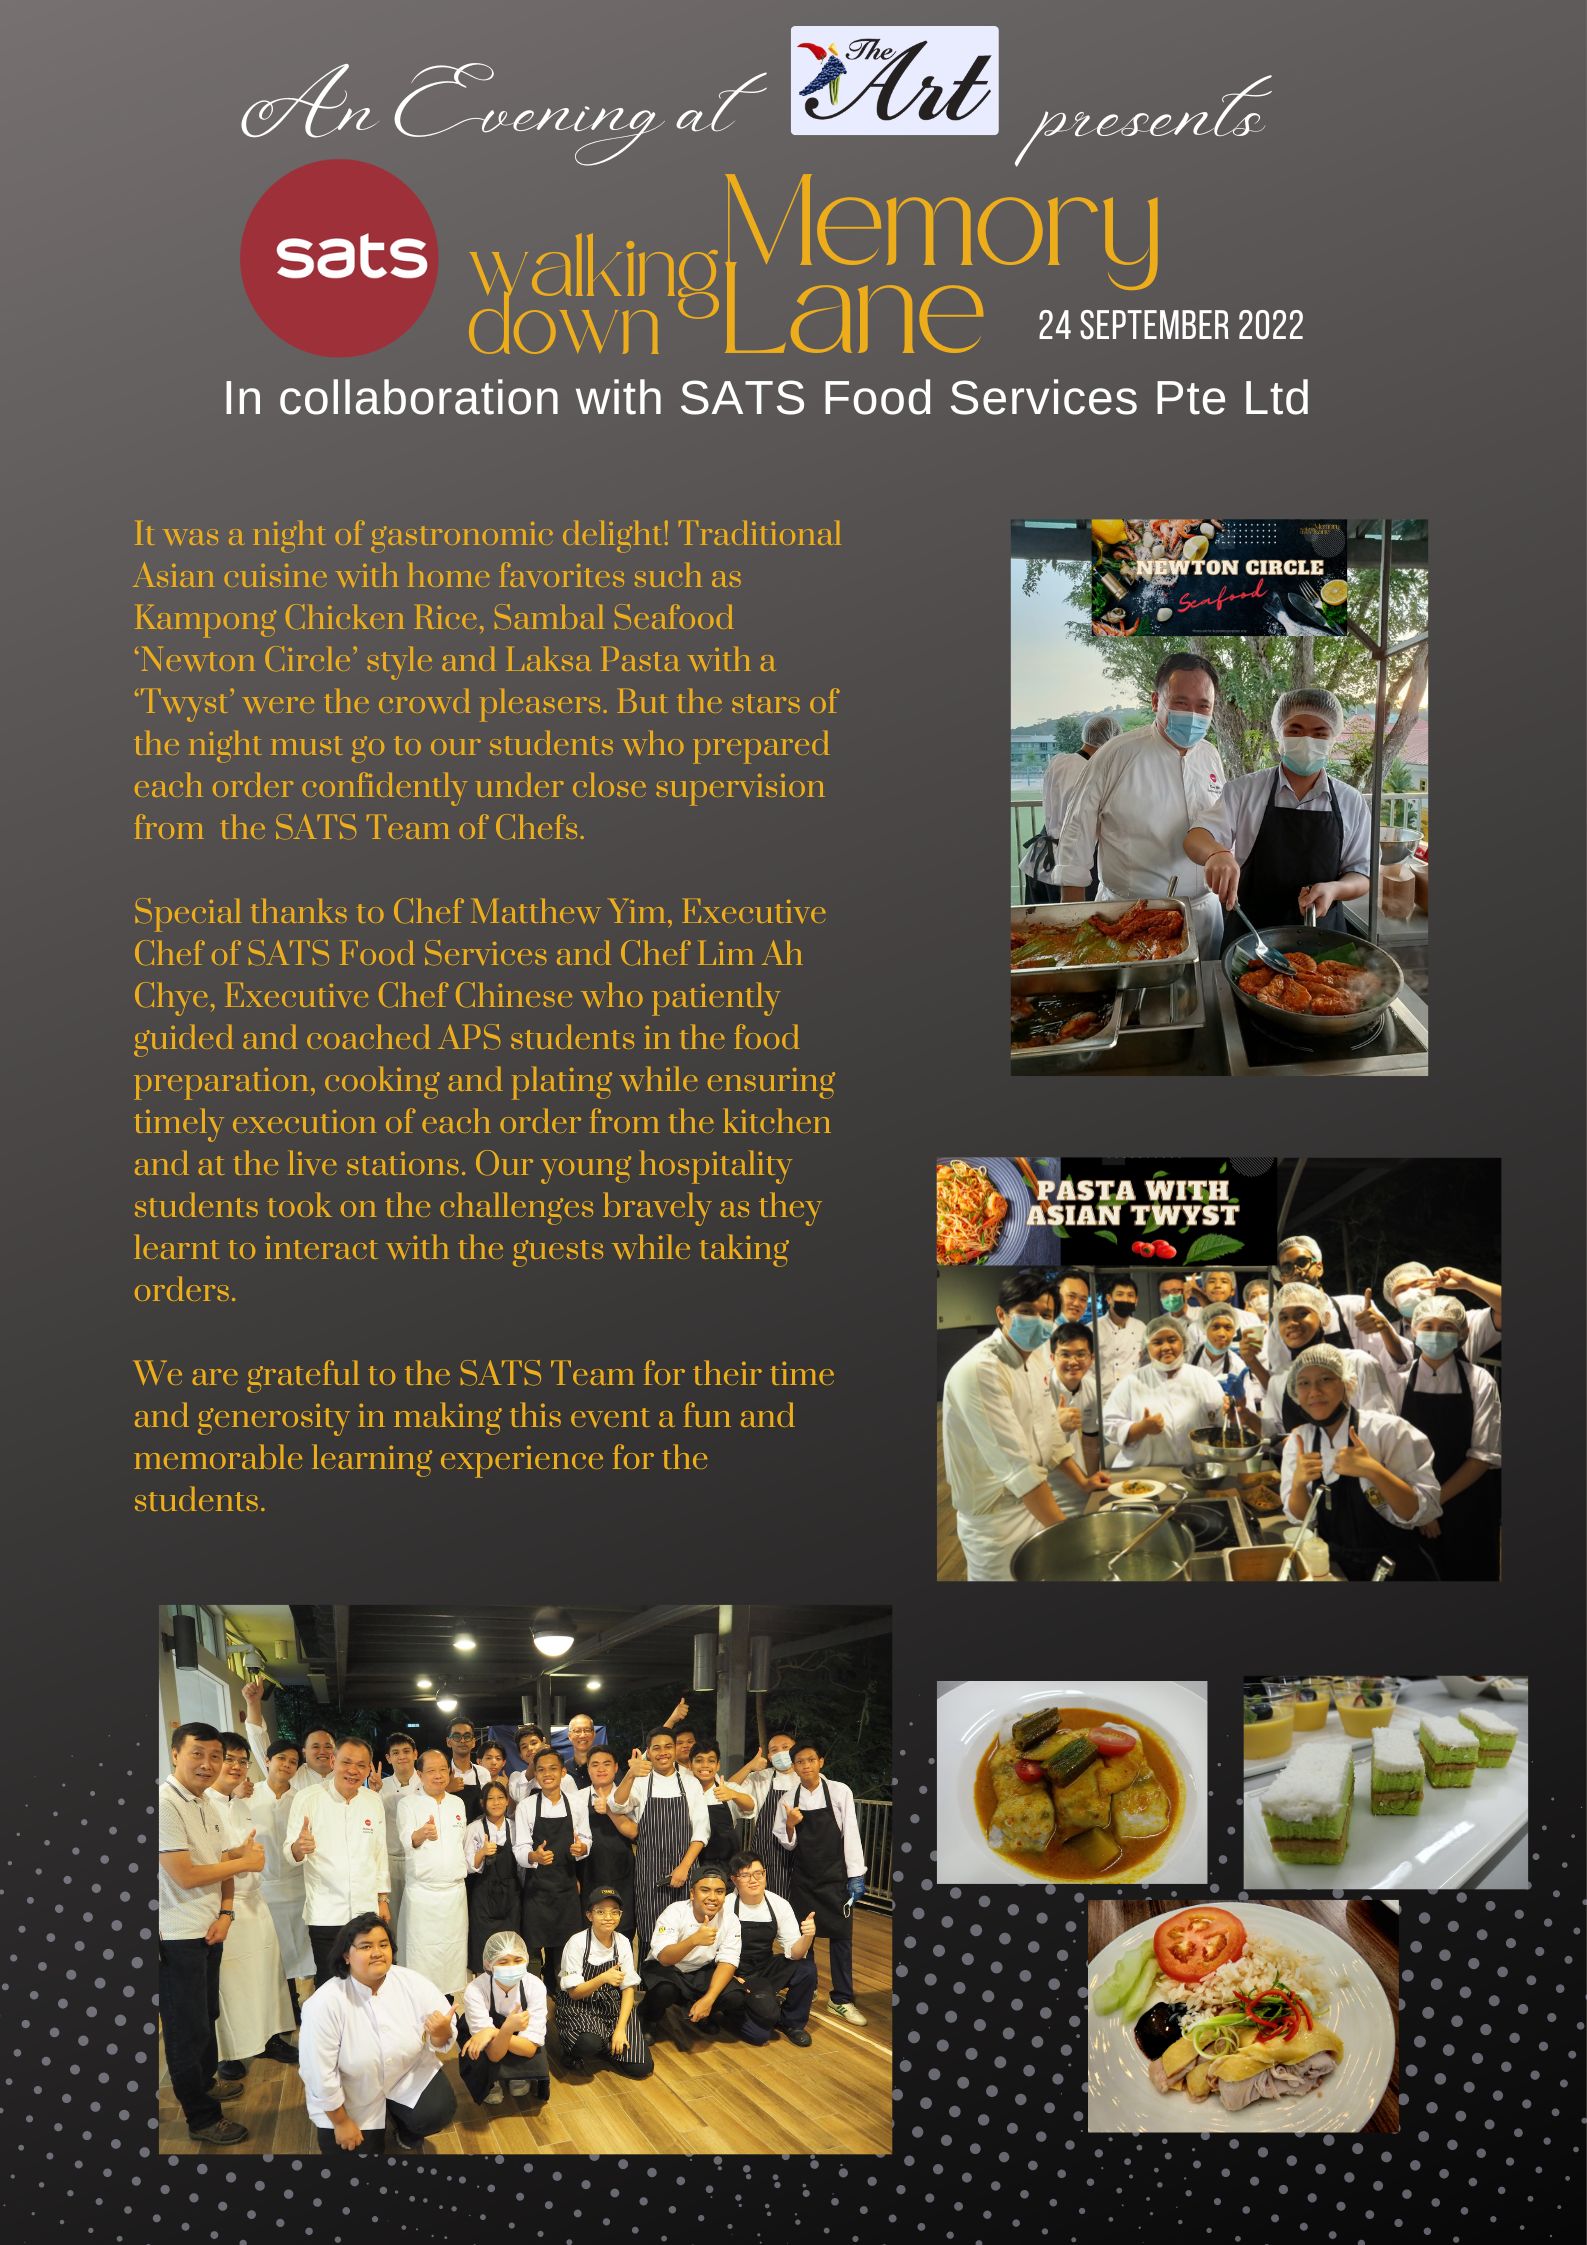 An Evening at The Art presents
sats
walking Memory
down Lane
24 SEPTEMBER 2022
In collaboration with SATS Food Services Pte Ltd
It was a night of gastronomic delight! Traditional
Asian cuisine with home favorites such as
Kampong Chicken Rice, Sambal Seafood
‘Newton Circle’ style and Laksa Pasta with a
‘Twyst’ were the crowd pleasers. But the stars of
the night must go to our students who prepared
each order confidently under close supervision
from the SATS Team of Chefs.
Special thanks to Chef Matthew Yim, Executive
Chef of SATS Food Services and Chef Lim Ah
Chye, Executive Chef Chinese who patiently
guided and coached APS students in the food
preparation, cooking and plating while ensuring
timely execution of each order from the kitchen
and at the live stations. Our young hospitality
students took on the challenges bravely as they
learnt to interact with the guests while taking
orders.
We are grateful to the SATS Team for their time
and generosity in making this event a fun and
memorable learning experience for the
students.
Memory
NEWTON CIRCLE
Seafood
PASTA WITH
ASIAN TWYST